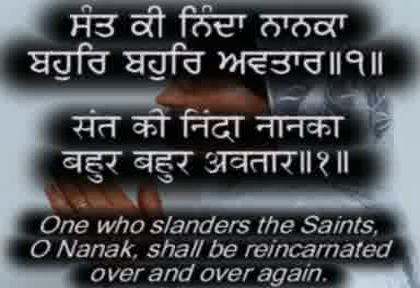 ਸੰਤ ਕੀ ਨਿੰਦਾ ਨਾਨਕਾ
ਬਹੁਰਿ ਬਹੁਰਿ ਅਵਤਾਰ॥੧॥
संत की निंदा नानका
बहुर बहुर अवतार॥१॥
One who slanders the Saints,
O Nanak, shall be reincarnated
over and over again.